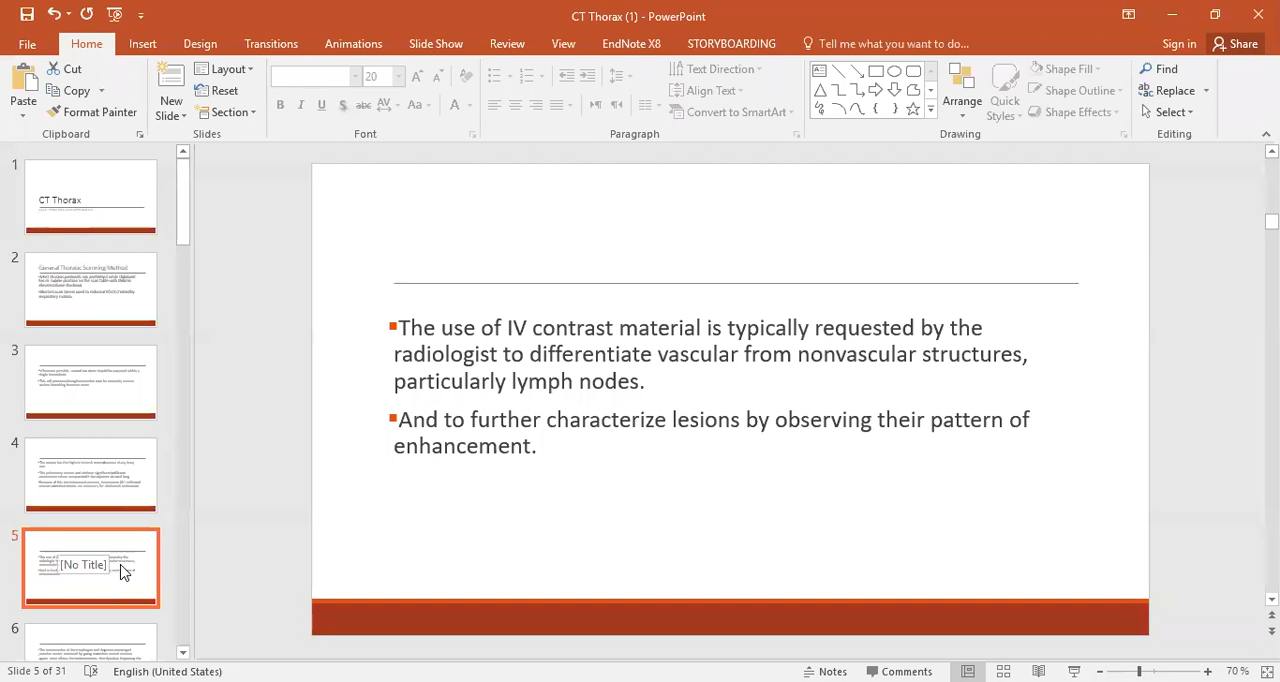 CT Thorax (1) - PowerPoint
File Home Insert Design Transitions Animations Slide Show Review View EndNote X8 STORYBOARDING Tell me what you want to do... Sign in Share
Paste
Cut
Copy
Format Painter
Clipboard
New
Slide
Layout
Reset
Section
Slides
20
B I U S abc AV Aa A
Font
Text Direction
Align Text
Convert to SmartArt
Paragraph
Arrange
Quick
Styles
Shape Fill
Shape Outline
Shape Effects
Drawing
Find
Replace
Select
Editing
1
CT Thorax
2
General Thoracic Scanning Method
3
4
5
[No Title]
6
▪The use of IV contrast material is typically requested by the
radiologist to differentiate vascular from nonvascular structures,
particularly lymph nodes.
▪And to further characterize lesions by observing their pattern of
enhancement.
Slide 5 of 31 English (United States) Notes Comments 70 %